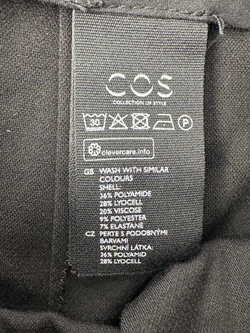 COS
COLLECTION OF STYLE
30 P
clevercare.info
GB WASH WITH SIMILAR
COLOURS
SHELL:
36% POLYAMIDE
28% LYOCELL
20% VISCOSE
9% POLYESTER
7% ELASTANE
CZ PERTE S PODOBNÝMI
BARVAMI
SVRCHNÍ LÁTKA:
36% POLYAMID
28% LYOCELL